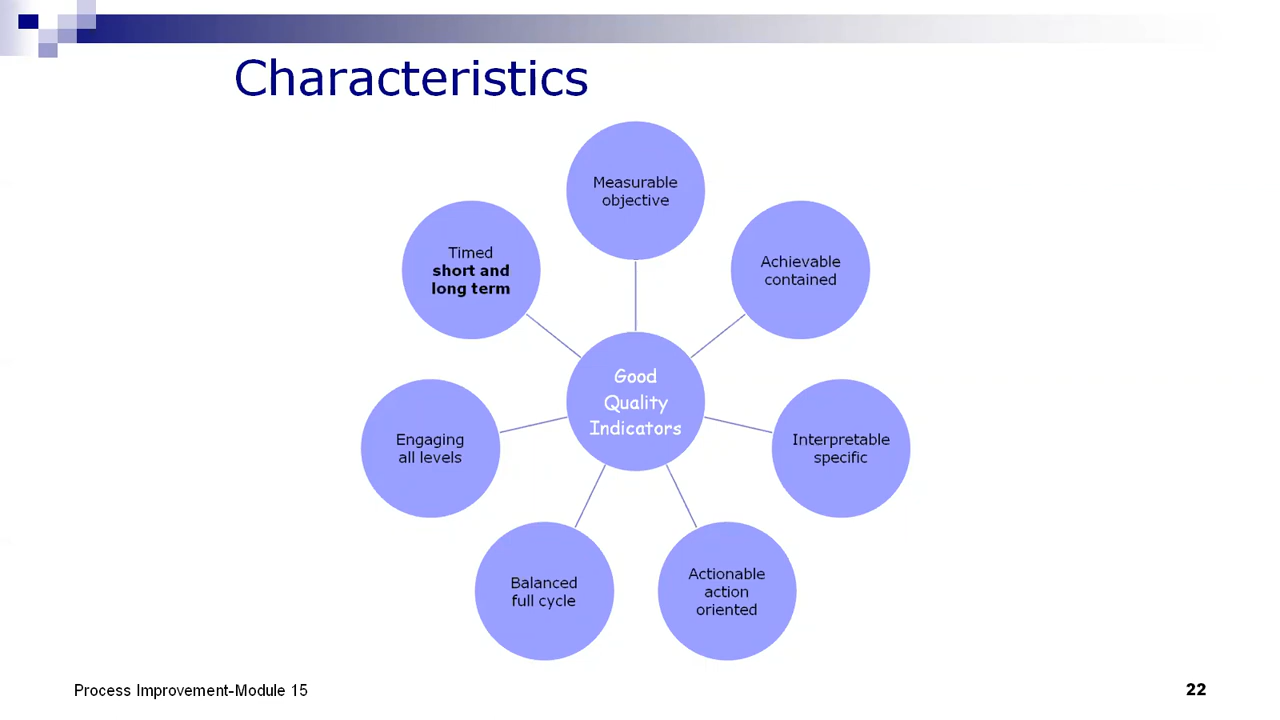 Characteristics
Measurable
objective
Achievable
contained
Interpretable
specific
Actionable
action
oriented
Balanced
full cycle
Engaging
all levels
Timed
short and
long term
Good
Quality
Indicators
Process Improvement-Module 15
22